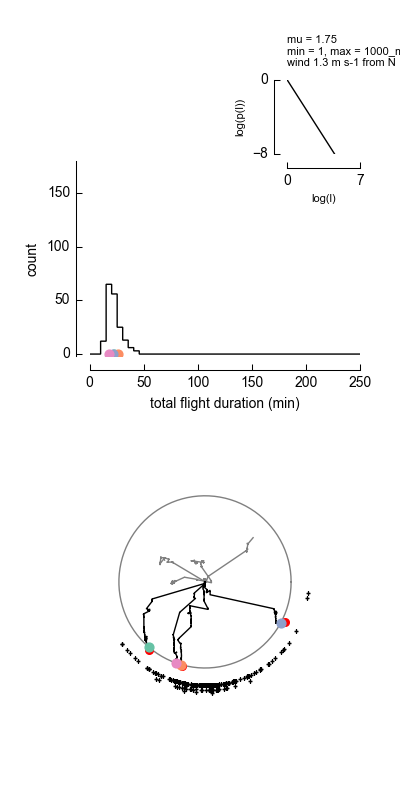 mu = 1.75
min = 1, max = 1000_m
wind 1.3 m s-1 from N
0
−8
log(p(l))
0 7
log(l)
150
100
50
0
count
0 50 100 150 200 250
total flight duration (min)